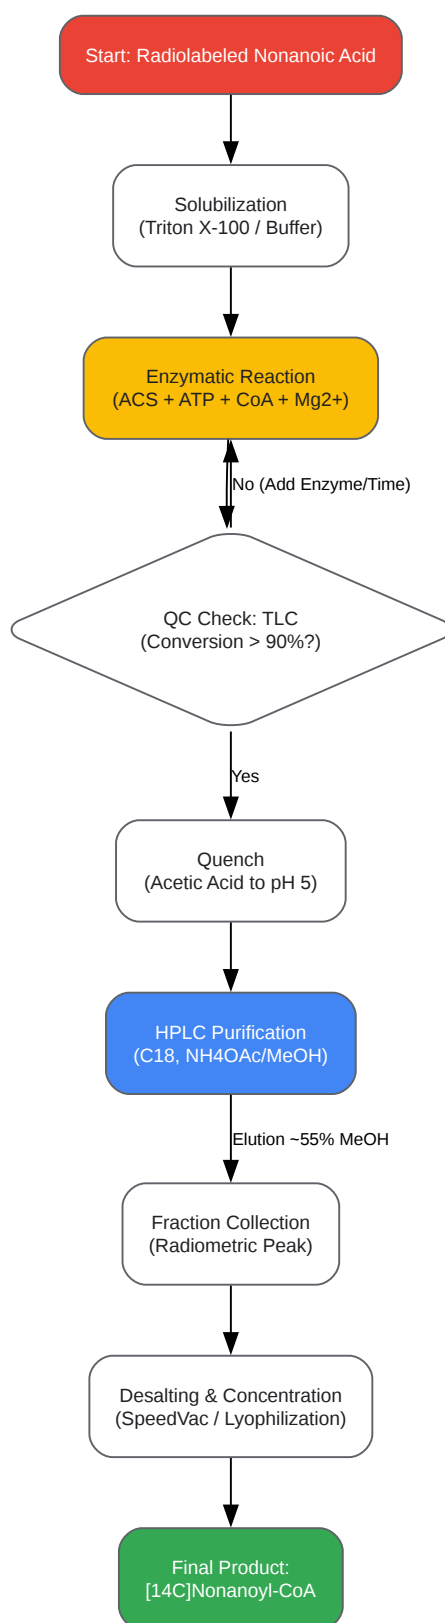 Start: Radiolabeled Nonanoic Acid
Solubilization
(Triton X-100 / Buffer)
Enzymatic Reaction
(ACS + ATP + CoA + Mg2+)
No (Add Enzyme/Time)
QC Check: TLC
(Conversion > 90%?)
Yes
Quench
(Acetic Acid to pH 5)
HPLC Purification
(C18, NH4OAc/MeOH)
Elution ~55% MeOH
Fraction Collection
(Radiometric Peak)
Desalting & Concentration
(SpeedVac / Lyophilization)
Final Product:
[14C]Nonanoyl-CoA